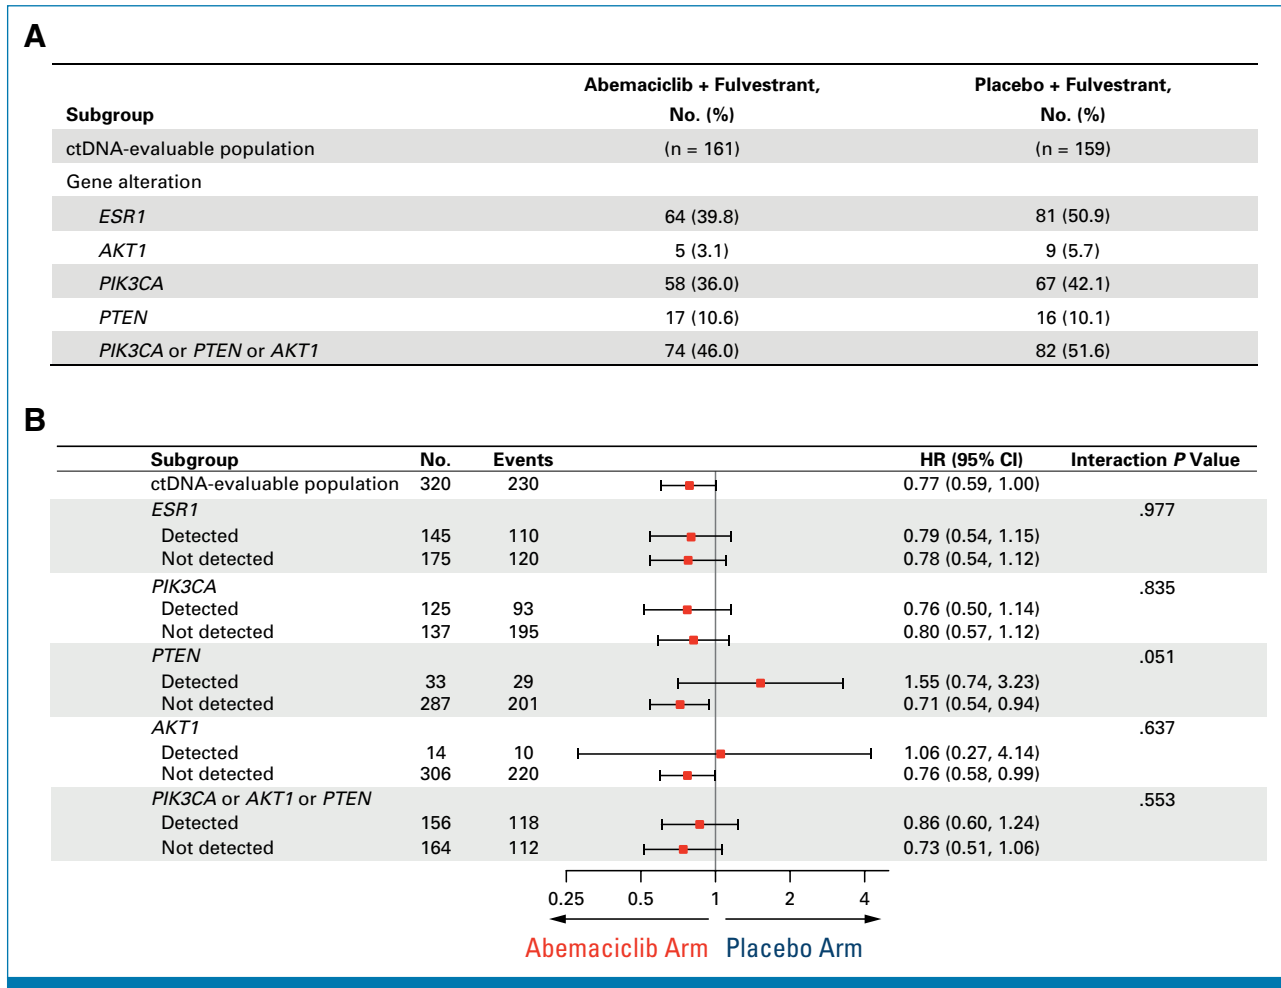 A
Abemaciclib + Fulvestrant, Placebo + Fulvestrant,
Subgroup No. (%) No. (%)
ctDNA-evaluable population (n = 161) (n = 159)
Gene alteration
ESR1 64 (39.8) 81 (50.9)
AKT1 5 (3.1) 9 (5.7)
PIK3CA 58 (36.0) 67 (42.1)
PTEN 17 (10.6) 16 (10.1)
PIK3CA or PTEN or AKT1 74 (46.0) 82 (51.6)
B
Subgroup No. Events HR (95% CI) Interaction P Value
ctDNA-evaluable population 320 230 0.77 (0.59, 1.00)
ESR1 .977
Detected 145 110 0.79 (0.54, 1.15)
Not detected 175 120 0.78 (0.54, 1.12)
PIK3CA .835
Detected 125 93 0.76 (0.50, 1.14)
Not detected 137 195 0.80 (0.57, 1.12)
PTEN .051
Detected 33 29 1.55 (0.74, 3.23)
Not detected 287 201 0.71 (0.54, 0.94)
AKT1 .637
Detected 14 10 1.06 (0.27, 4.14)
Not detected 306 220 0.76 (0.58, 0.99)
PIK3CA or AKT1 or PTEN .553
Detected 156 118 0.86 (0.60, 1.24)
Not detected 164 112 0.73 (0.51, 1.06)
0.25 0.5 1 2 4
Abemaciclib Arm Placebo Arm